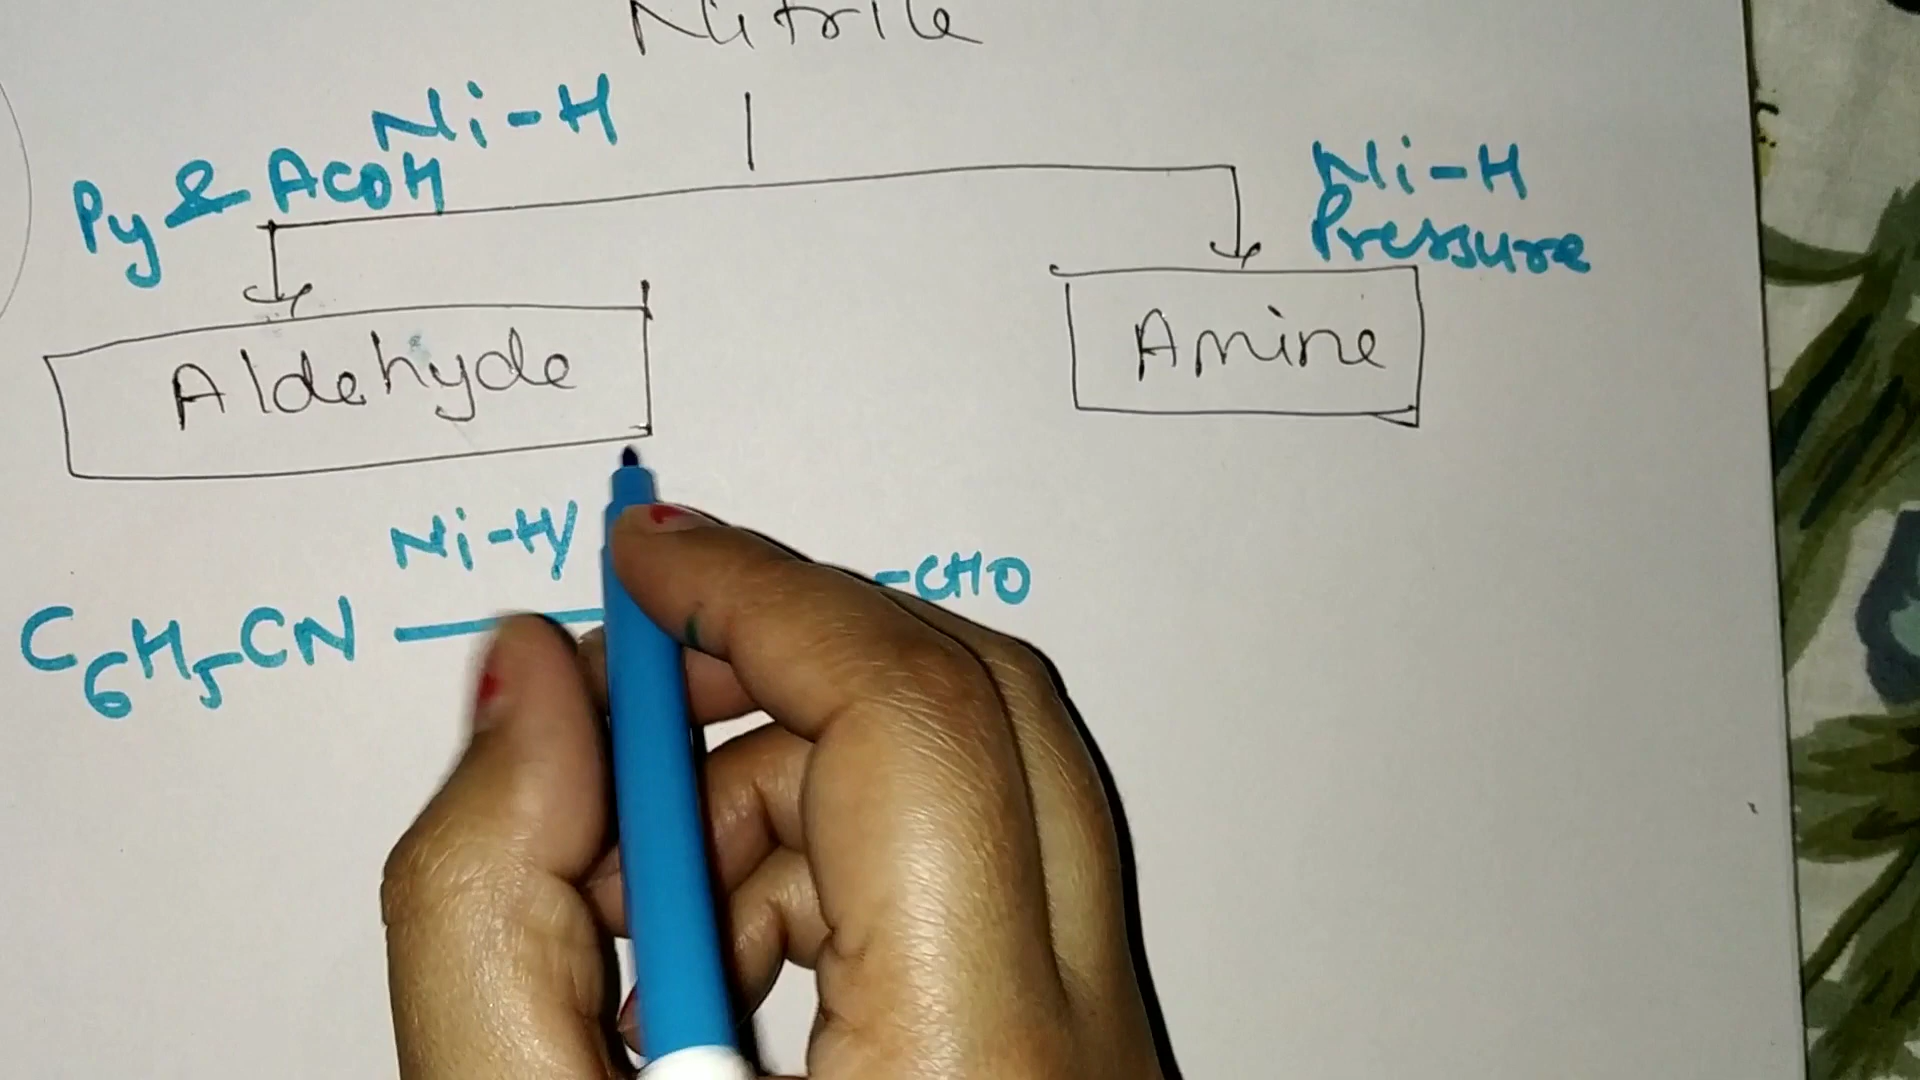 Nitrile
Ni-H
Py & AcOH
Ni-H
Pressure
Aldehyde
Amine
Ni-H/
C6H5CN
-CHO